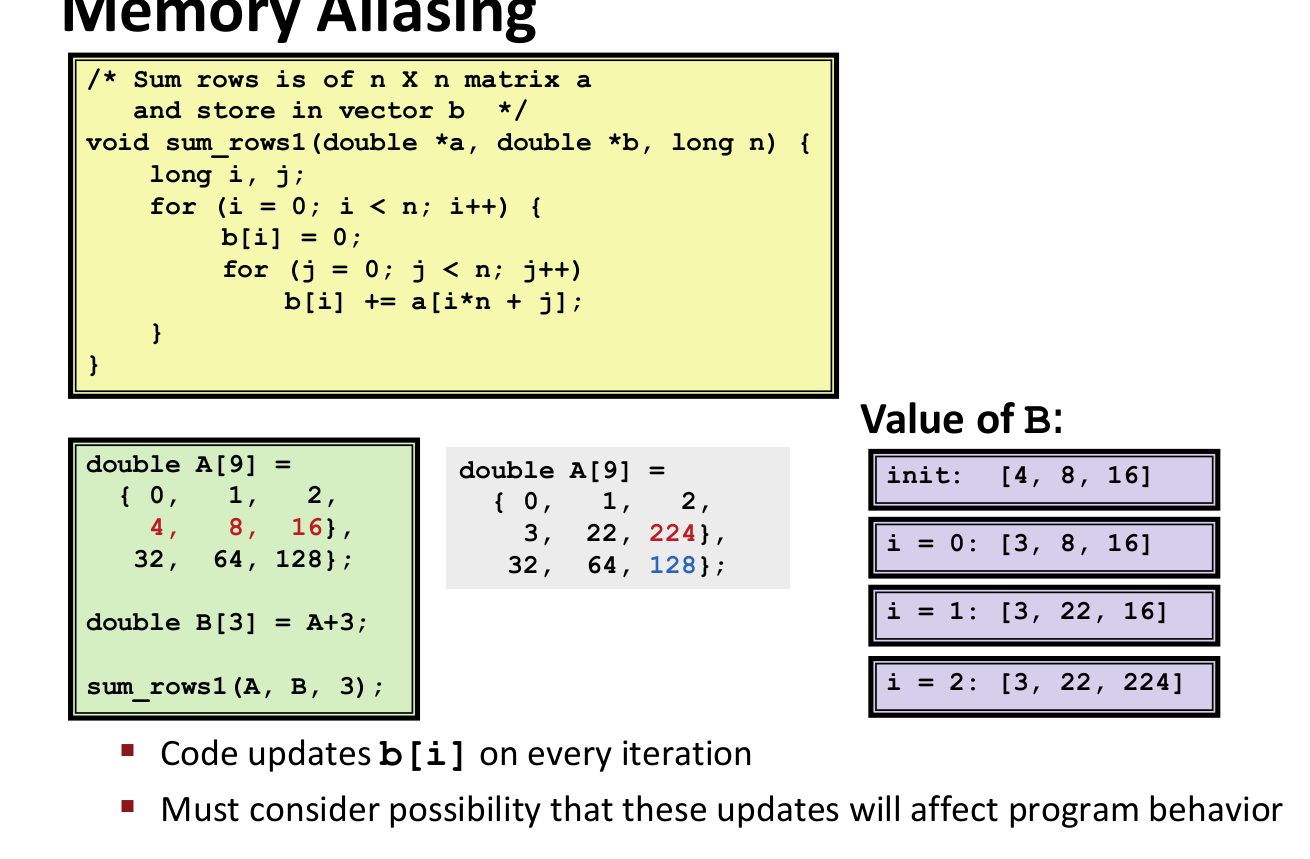 Memory Aliasing
/* Sum rows is of n X n matrix a
   and store in vector b  */
void sum_rows1(double *a, double *b, long n) {
    long i, j;
    for (i = 0; i < n; i++) {
        b[i] = 0;
        for (j = 0; j < n; j++)
            b[i] += a[i*n + j];
    }
}
double A[9] =
  { 0,   1,   2,
    4,   8,  16},
   32,  64, 128};
double B[3] = A+3;
sum_rows1(A, B, 3);
double A[9] =
  { 0,   1,   2,
    3,  22, 224},
   32,  64, 128};
Value of B:
init:  [4, 8, 16]
i = 0: [3, 8, 16]
i = 1: [3, 22, 16]
i = 2: [3, 22, 224]
▪ Code updates b[i] on every iteration
▪ Must consider possibility that these updates will affect program behavior